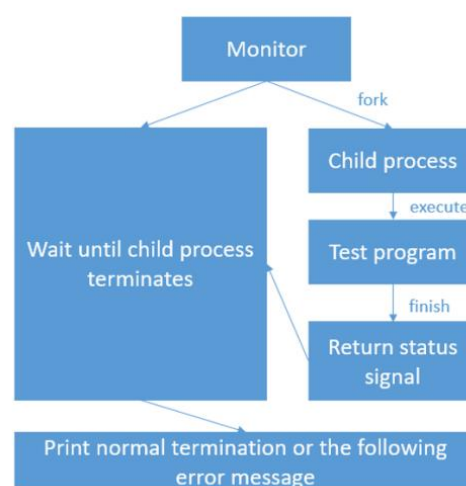 Monitor
fork
Child process
execute
Wait until child process
terminates
Test program
finish
Return status
signal
Print normal termination or the following
error message